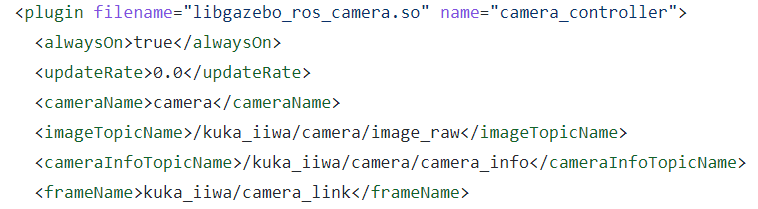 <plugin filename="libgazebo_ros_camera.so" name="camera_controller">
<alwaysOn>true</alwaysOn>
<updateRate>0.0</updateRate>
<cameraName>camera</cameraName>
<imageTopicName>/kuka_iiwa/camera/image_raw</imageTopicName>
<cameraInfoTopicName>/kuka_iiwa/camera/camera_info</cameraInfoTopicName>
<frameName>kuka_iiwa/camera_link</frameName>